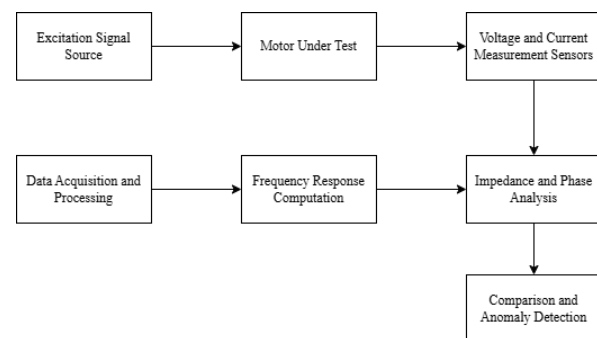 Excitation Signal
Source
Motor Under Test
Voltage and Current
Measurement Sensors
Data Acquisition and
Processing
Frequency Response
Computation
Impedance and Phase
Analysis
Comparison and
Anomaly Detection